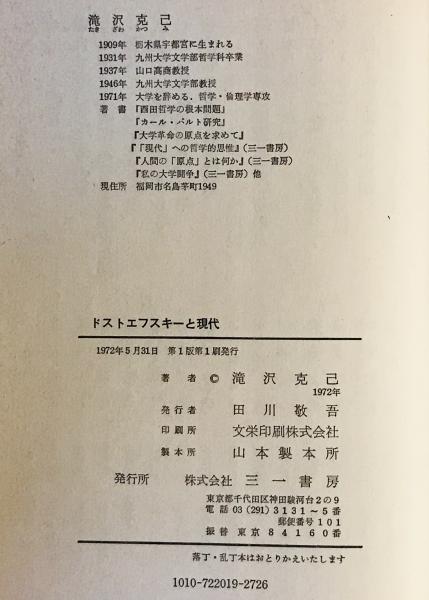 滝沢克己
たきざわかつみ
1909年 栃木県宇都宮に生まれる
1931年 九州大学文学部哲学科卒業
1937年 山口高商教授
1946年 九州大学文学部教授
1971年 大学を辞める．哲学・倫理学専攻
著書 『西田哲学の根本問題』
『カール・バルト研究』
『大学革命の原点を求めて』
『「現代」への哲学的思惟』（三一書房）
『人間の「原点」とは何か』（三一書房）
『私の大学闘争』（三一書房）他
現住所 福岡市名島茅町1949
ドストエフスキーと現代
1972年5月31日 第1版第1刷発行
著者 © 滝沢克己
1972年
発行者 田川敬吾
印刷所 文栄印刷株式会社
製本所 山本製本所
発行所 株式会社 三一書房
東京都千代田区神田駿河台2の9
電話 03（291）3131〜5番
郵便番号 101
振替 東京 84160番
落丁・乱丁本はおとりかえいたします
1010-722019-2726